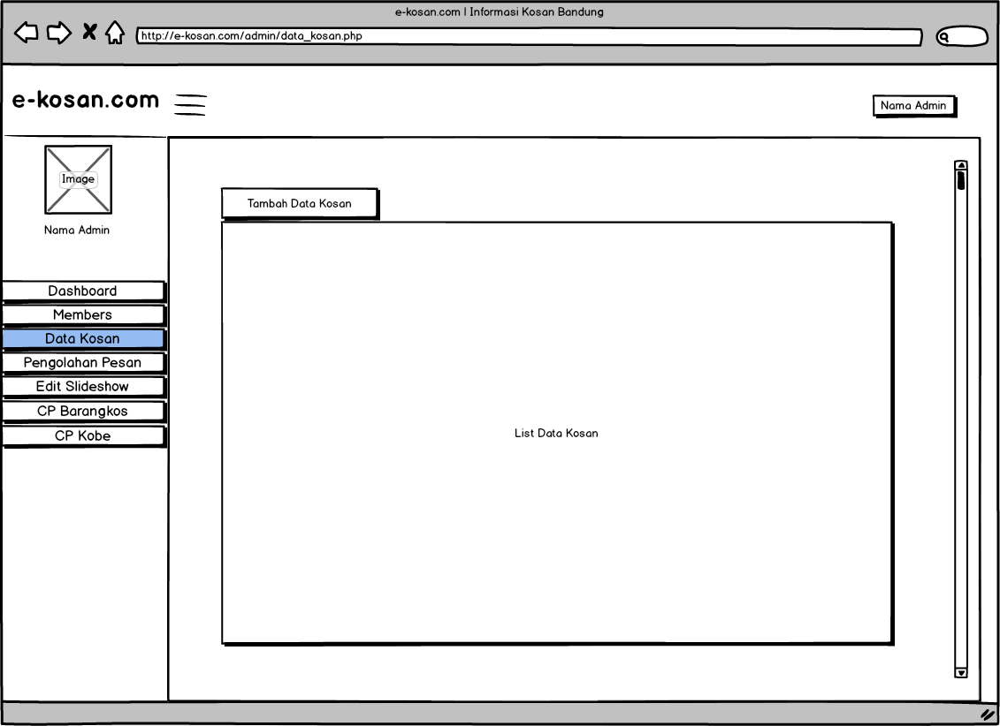 e-kosan.com | Informasi Kosan Bandung
http://e-kosan.com/admin/data_kosan.php
e-kosan.com
Nama Admin
Image
Nama Admin
Dashboard
Members
Data Kosan
Pengolahan Pesan
Edit Slideshow
CP Barangkos
CP Kobe
Tambah Data Kosan
List Data Kosan